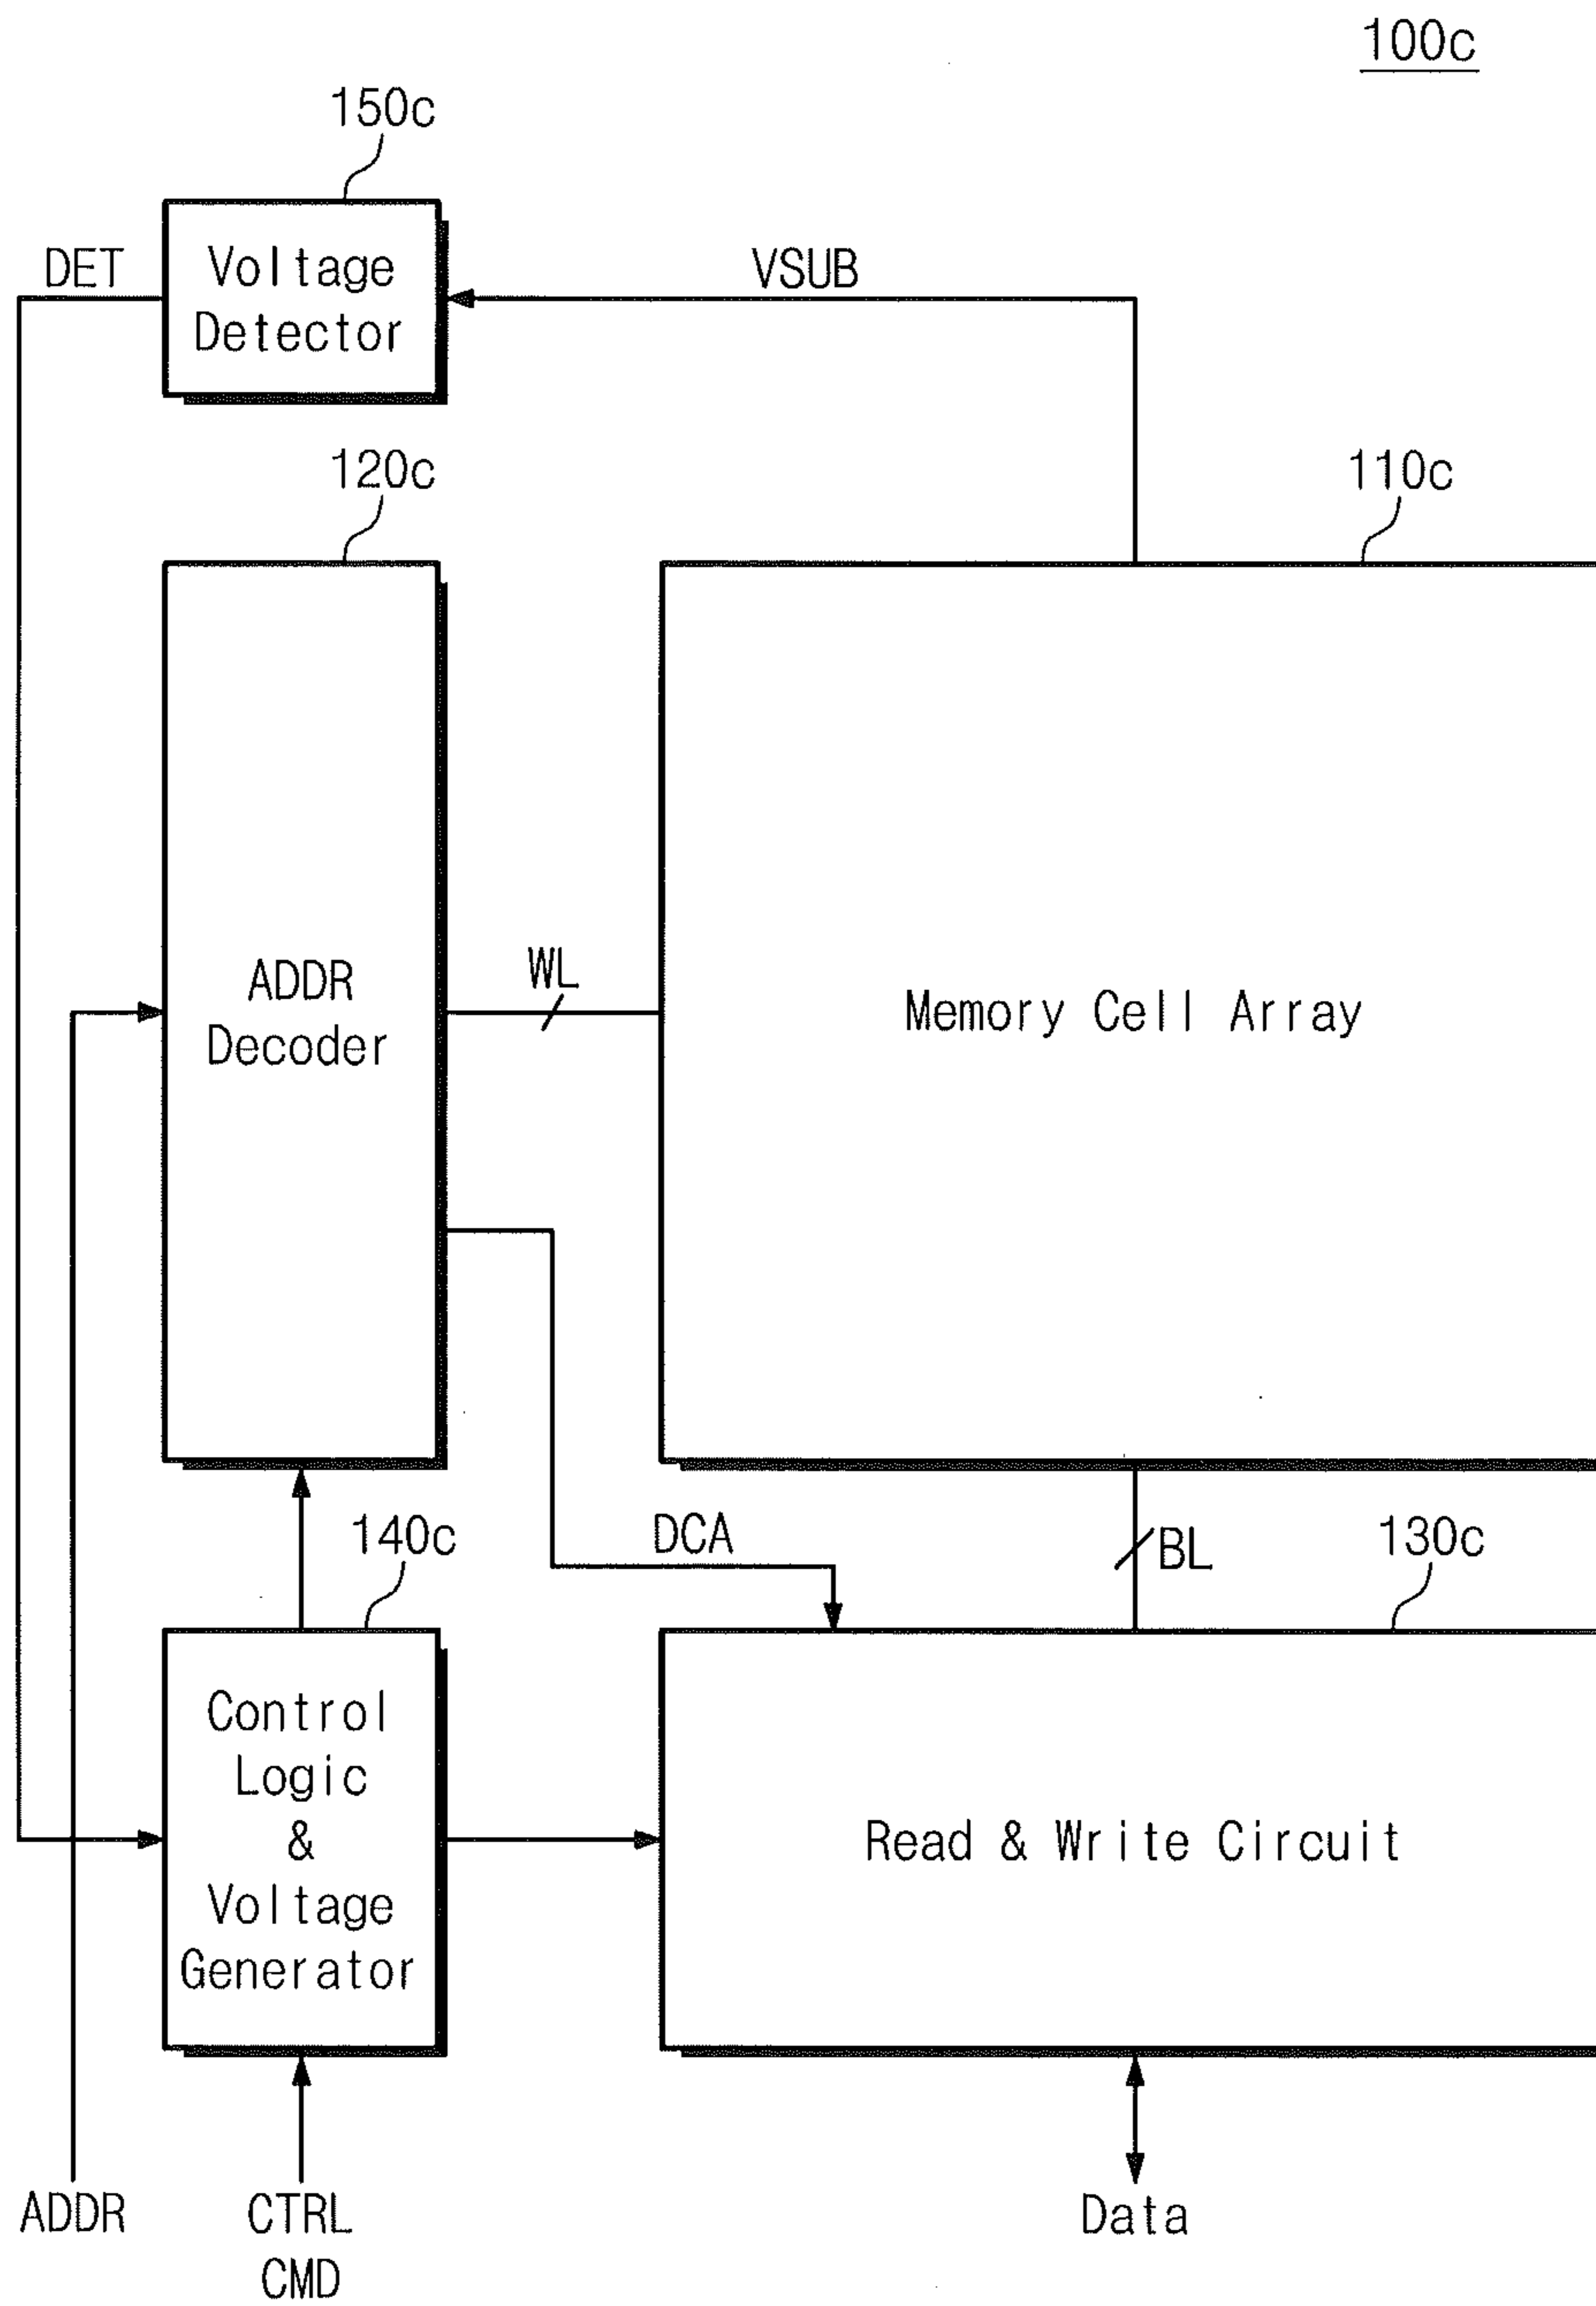 100c
150c
DET
Voltage
Detector
VSUB
120c
110c
WL
ADDR
Decoder
Memory Cell Array
140c
DCA
BL
130c
Control
Logic
&
Voltage
Generator
Read & Write Circuit
ADDR
CTRL
CMD
Data